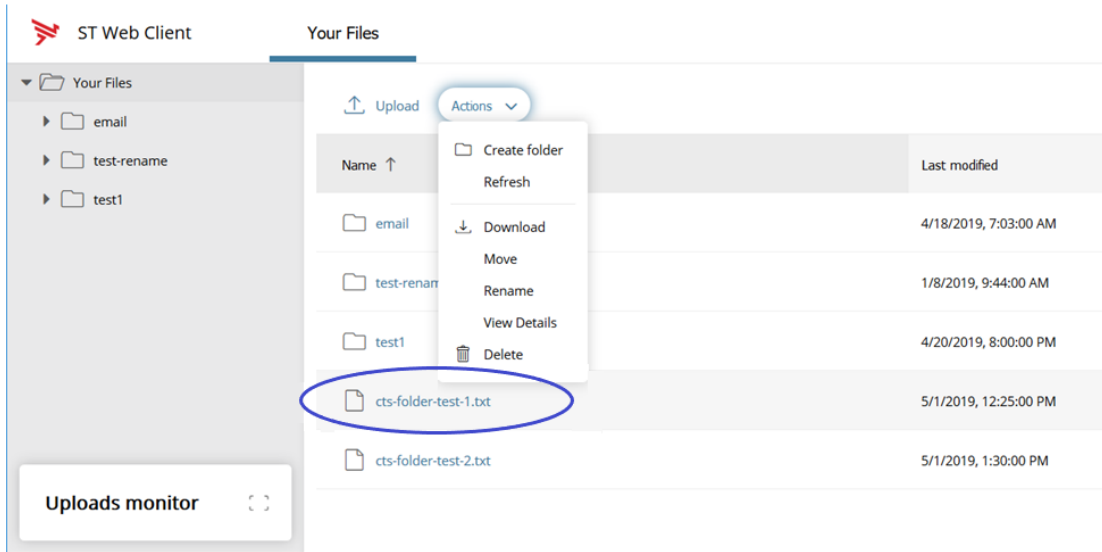 ST Web Client
Your Files
Your Files
email
test-rename
test1
Uploads monitor
Upload
Actions
Create folder
Refresh
Download
Move
Rename
View Details
Delete
Name
Last modified
email 4/18/2019, 7:03:00 AM
test-renam 1/8/2019, 9:44:00 AM
test1 4/20/2019, 8:00:00 PM
cts-folder-test-1.txt 5/1/2019, 12:25:00 PM
cts-folder-test-2.txt 5/1/2019, 1:30:00 PM